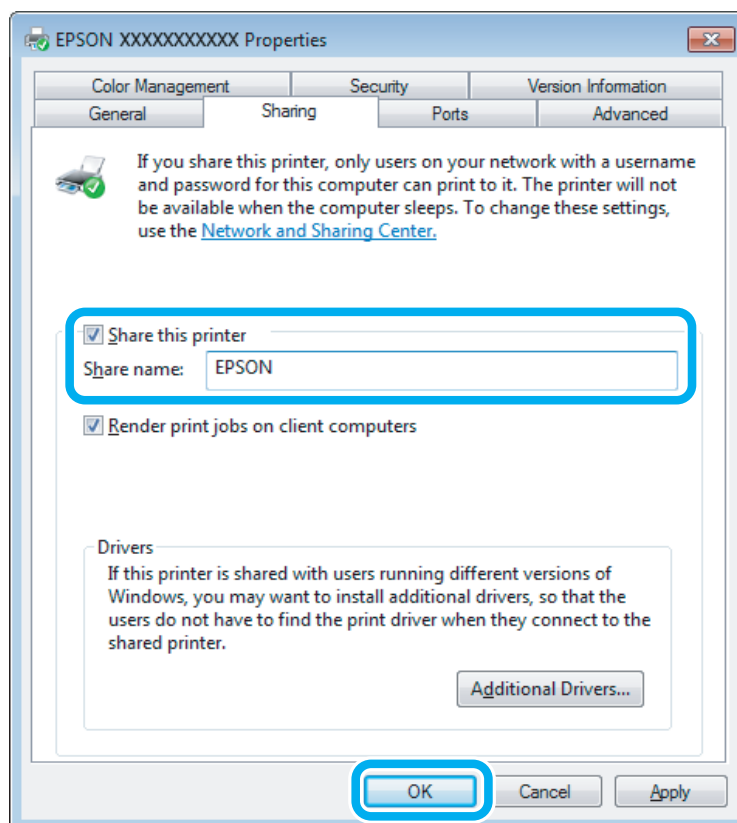 EPSON XXXXXXXXXXX Properties
Color Management Security Version Information
General Sharing Ports Advanced
If you share this printer, only users on your network with a username
and password for this computer can print to it. The printer will not
be available when the computer sleeps. To change these settings,
use the Network and Sharing Center.
Share this printer
Share name: EPSON
Render print jobs on client computers
Drivers
If this printer is shared with users running different versions of
Windows, you may want to install additional drivers, so that the
users do not have to find the print driver when they connect to the
shared printer.
Additional Drivers...
OK Cancel Apply